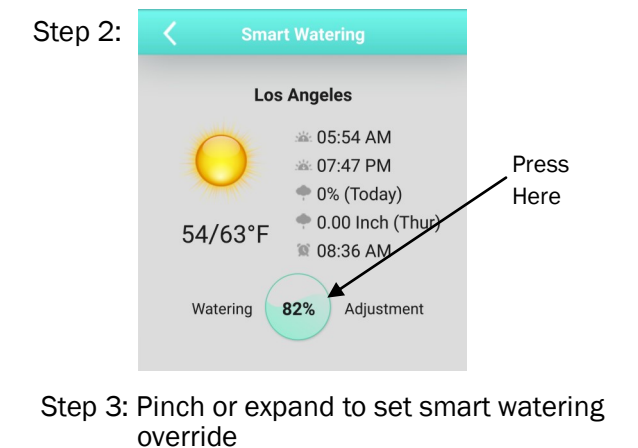 Step 2:
Smart Watering
Los Angeles
05:54 AM
07:47 PM
0% (Today)
0.00 Inch (Thur)
54/63°F
08:36 AM
Press
Here
Watering 82% Adjustment
Step 3: Pinch or expand to set smart watering
override